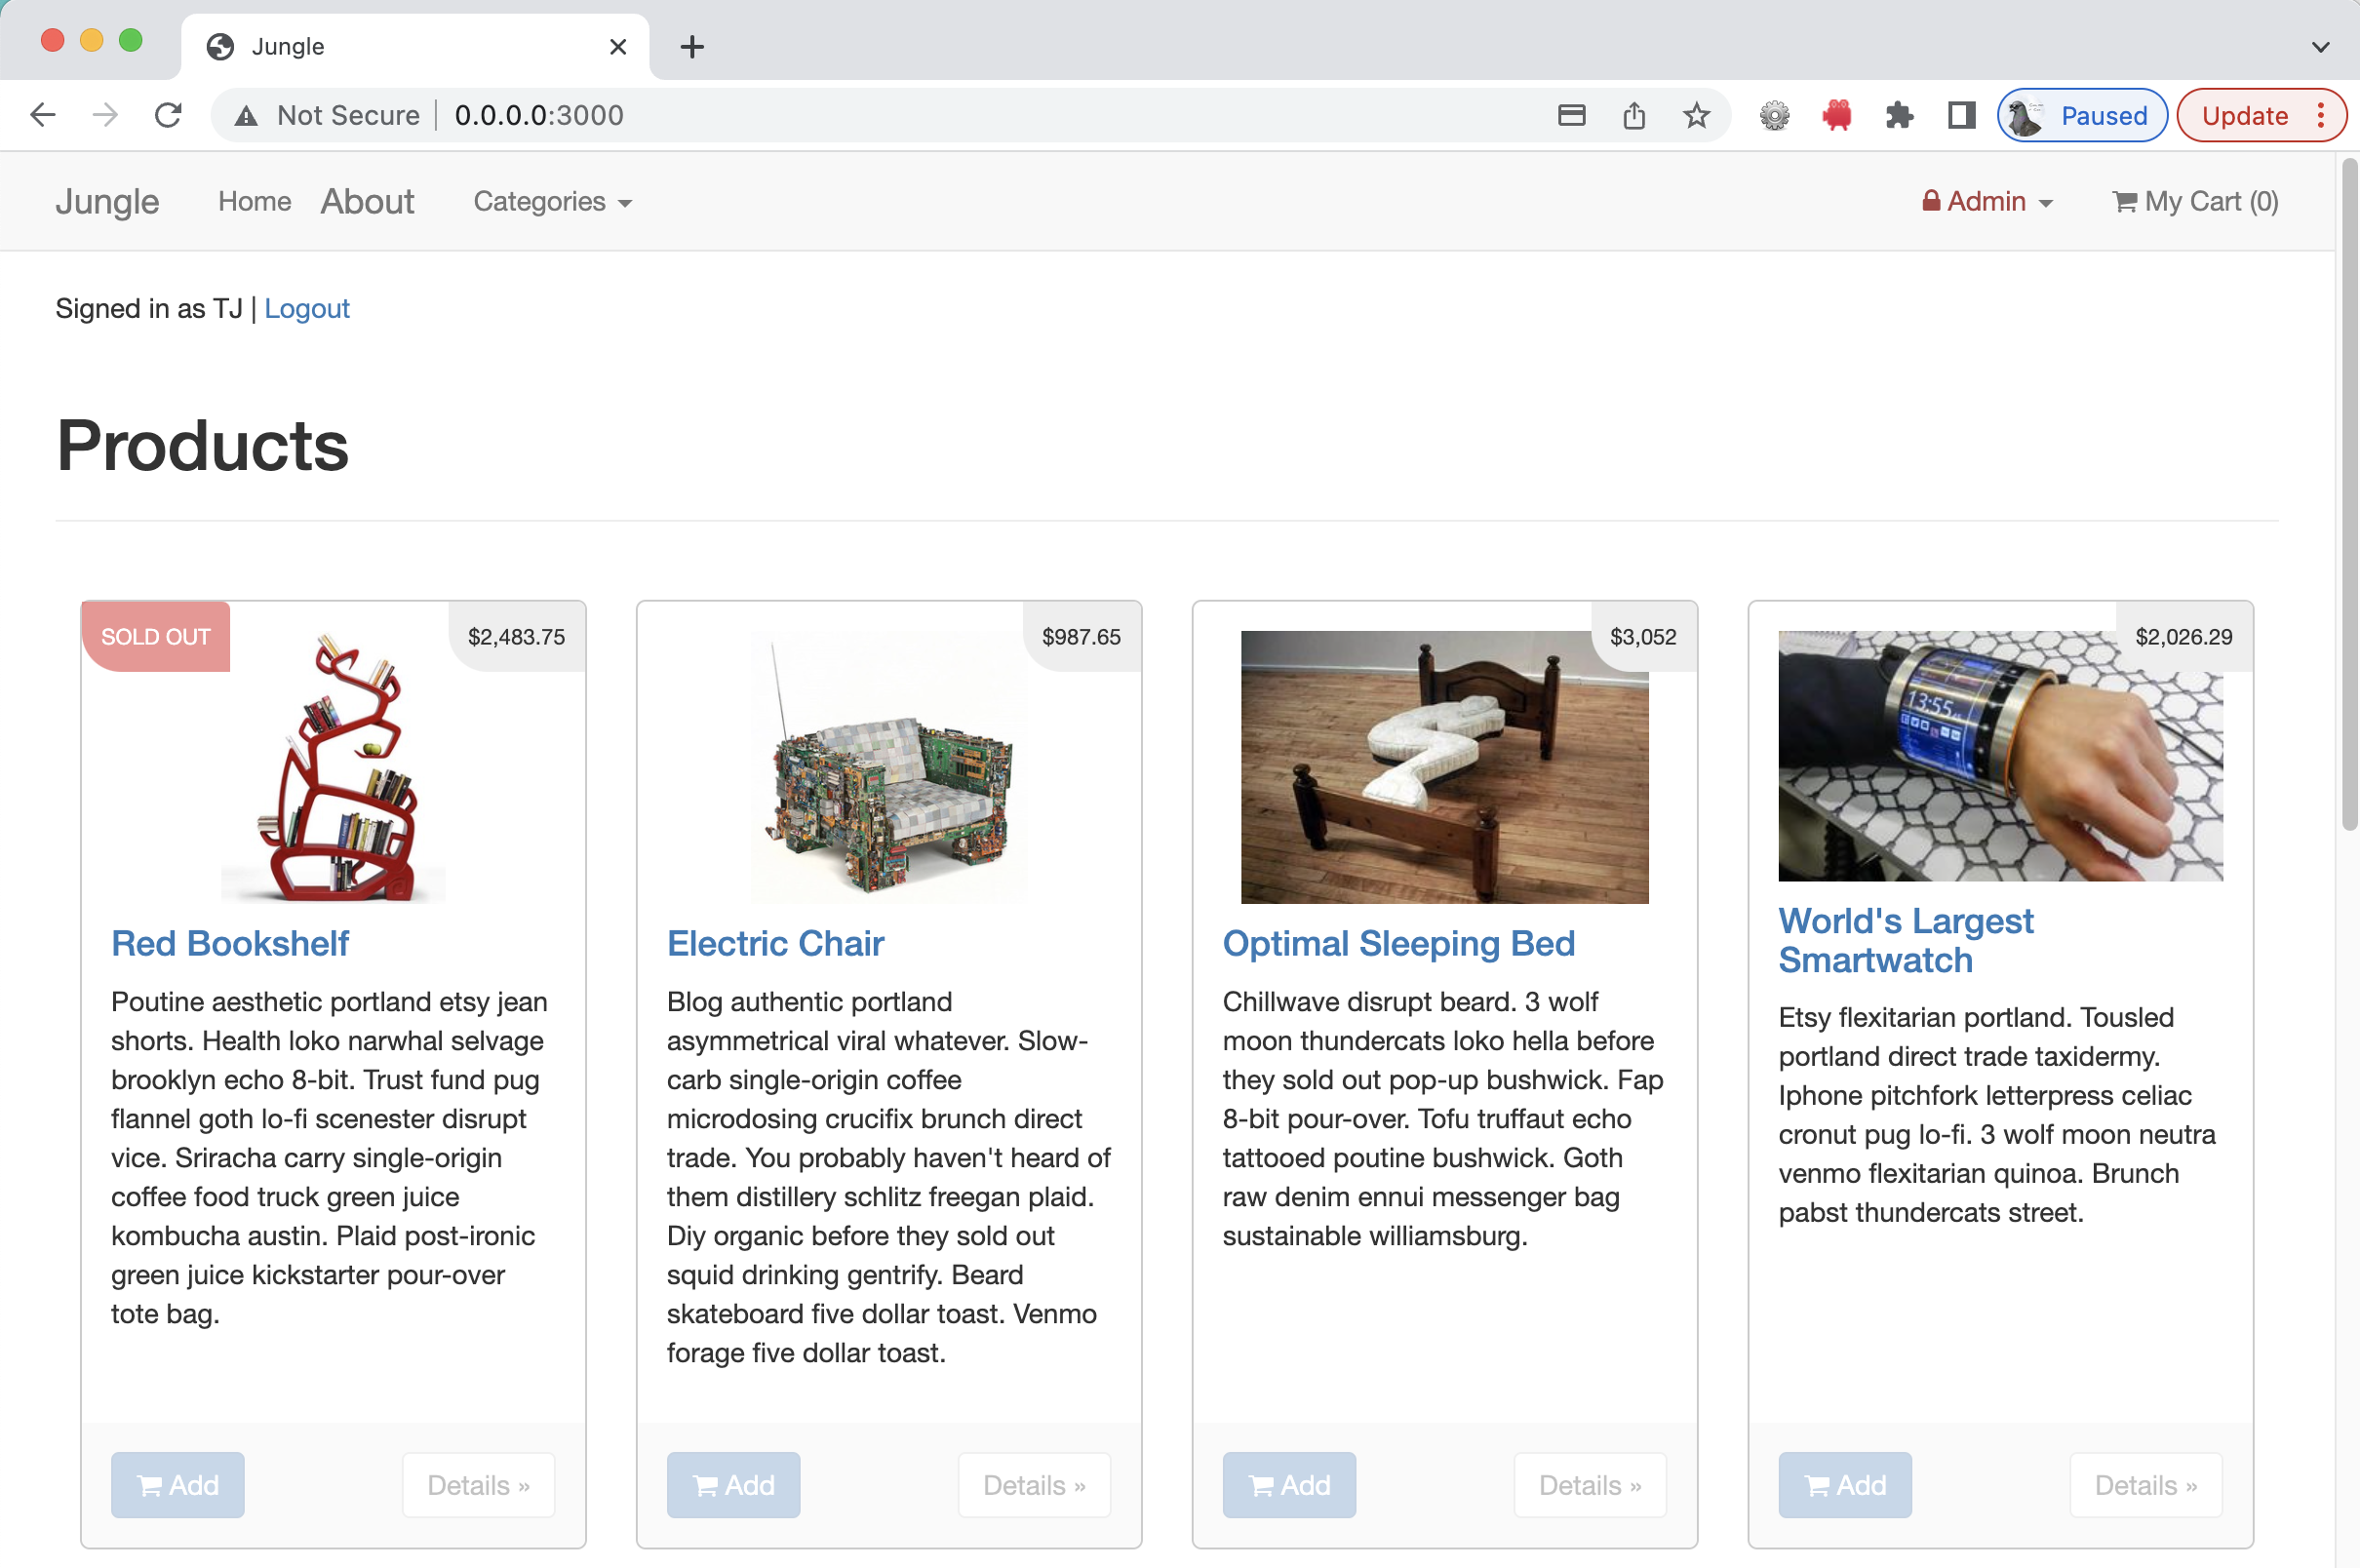 Jungle
Not Secure 0.0.0.0:3000 Paused Update
Jungle Home About Categories Admin My Cart (0)
Signed in as TJ | Logout
Products
SOLD OUT $2,483.75
Red Bookshelf
Poutine aesthetic portland etsy jean
shorts. Health loko narwhal selvage
brooklyn echo 8-bit. Trust fund pug
flannel goth lo-fi scenester disrupt
vice. Sriracha carry single-origin
coffee food truck green juice
kombucha austin. Plaid post-ironic
green juice kickstarter pour-over
tote bag.
Add Details »
$987.65
Electric Chair
Blog authentic portland
asymmetrical viral whatever. Slow-
carb single-origin coffee
microdosing crucifix brunch direct
trade. You probably haven't heard of
them distillery schlitz freegan plaid.
Diy organic before they sold out
squid drinking gentrify. Beard
skateboard five dollar toast. Venmo
forage five dollar toast.
Add Details »
$3,052
Optimal Sleeping Bed
Chillwave disrupt beard. 3 wolf
moon thundercats loko hella before
they sold out pop-up bushwick. Fap
8-bit pour-over. Tofu truffaut echo
tattooed poutine bushwick. Goth
raw denim ennui messenger bag
sustainable williamsburg.
Add Details »
$2,026.29
13:55
World's Largest
Smartwatch
Etsy flexitarian portland. Tousled
portland direct trade taxidermy.
Iphone pitchfork letterpress celiac
cronut pug lo-fi. 3 wolf moon neutra
venmo flexitarian quinoa. Brunch
pabst thundercats street.
Add Details »